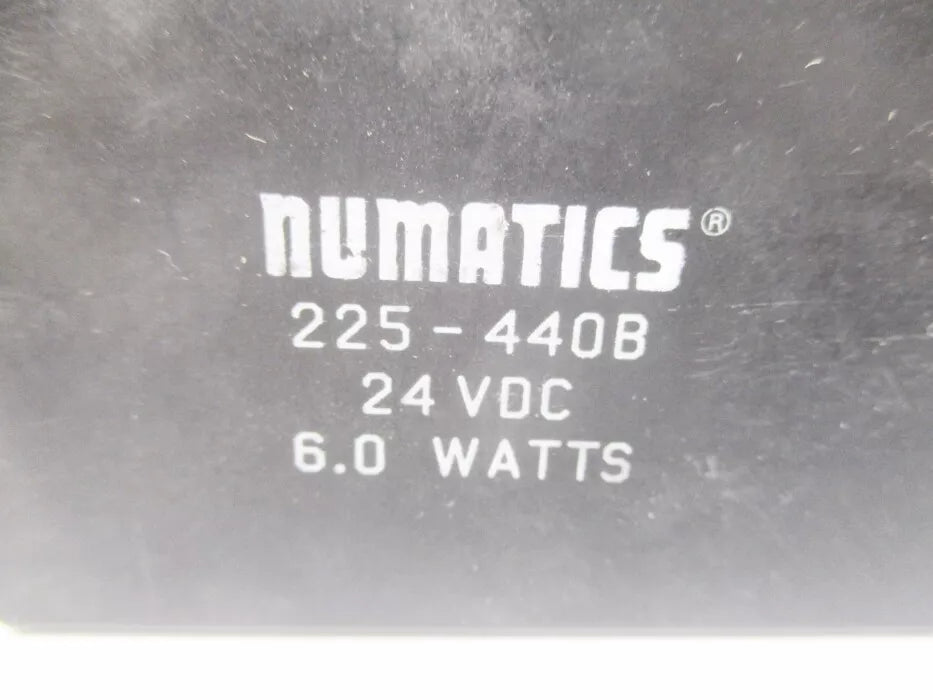 NUMATICS®
225-440B
24 VDC
6.0 WATTS